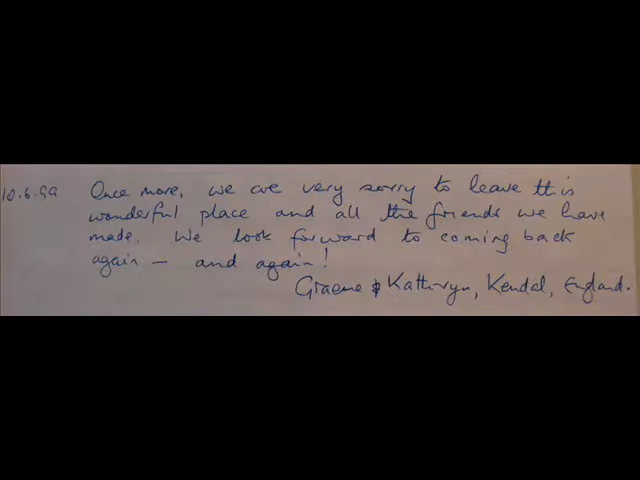 10.6.99 Once more, we are very sorry to leave this
wonderful place and all the friends we have
made. We look forward to coming back
again – and again!
Graeme & Kathryn, Kendal, England.